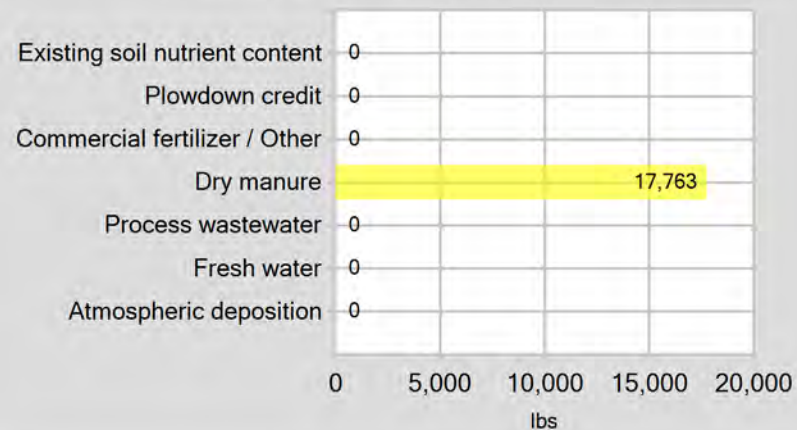 Existing soil nutrient content 0
Plowdown credit 0
Commercial fertilizer / Other 0
Dry manure 17,763
Process wastewater 0
Fresh water 0
Atmospheric deposition 0
0 5,000 10,000 15,000 20,000
lbs